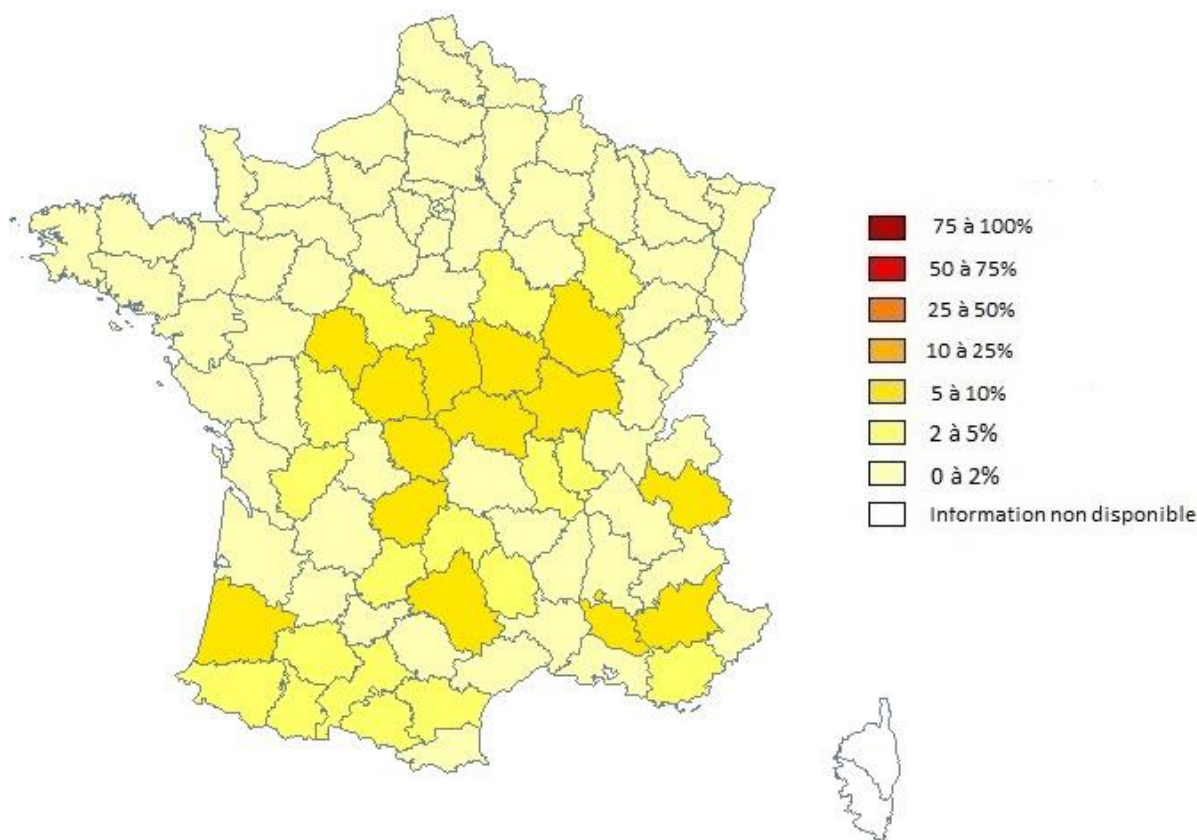 75 à 100%
50 à 75%
25 à 50%
10 à 25%
5 à 10%
2 à 5%
0 à 2%
Information non disponible